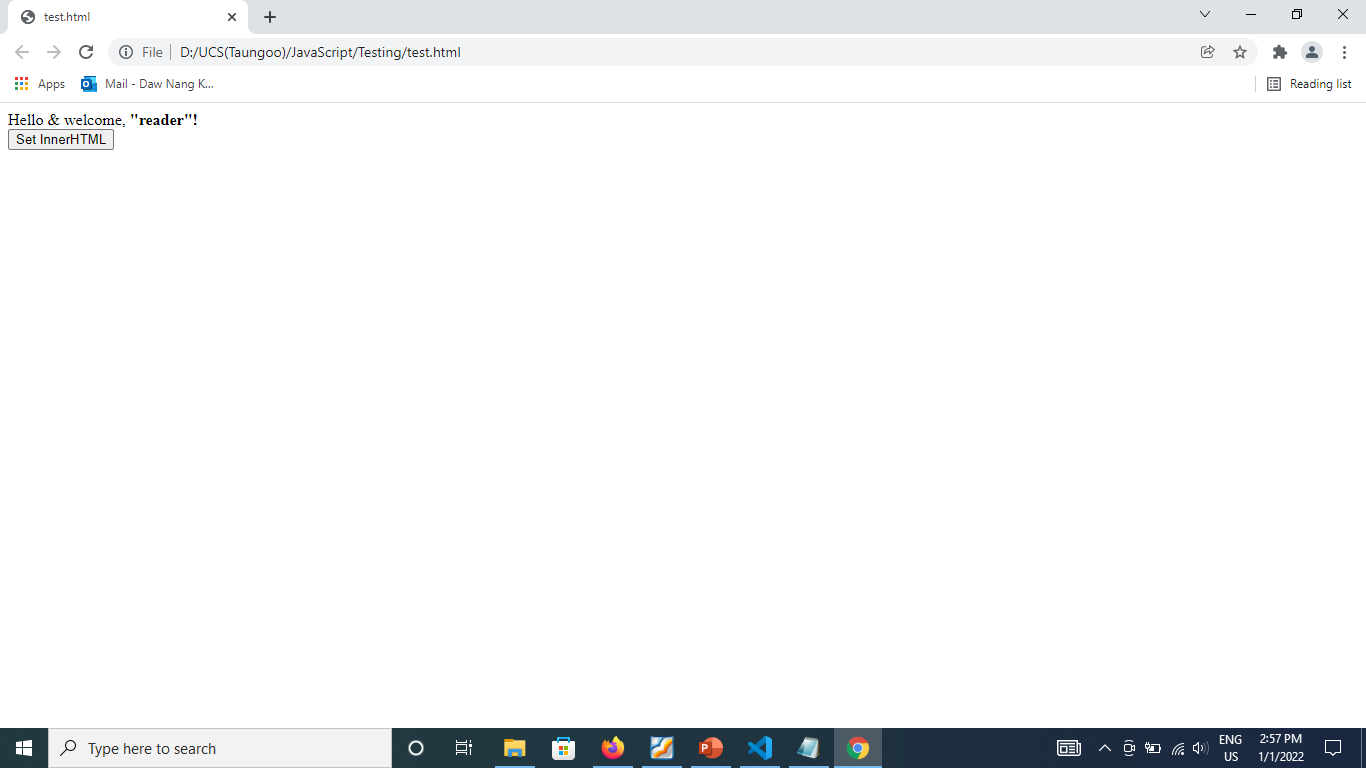 test.html
File | D:/UCS(Taungoo)/JavaScript/Testing/test.html
Apps Mail - Daw Nang K... Reading list
Hello & welcome, "reader"!
Set InnerHTML
Type here to search
ENG
US
2:57 PM
1/1/2022